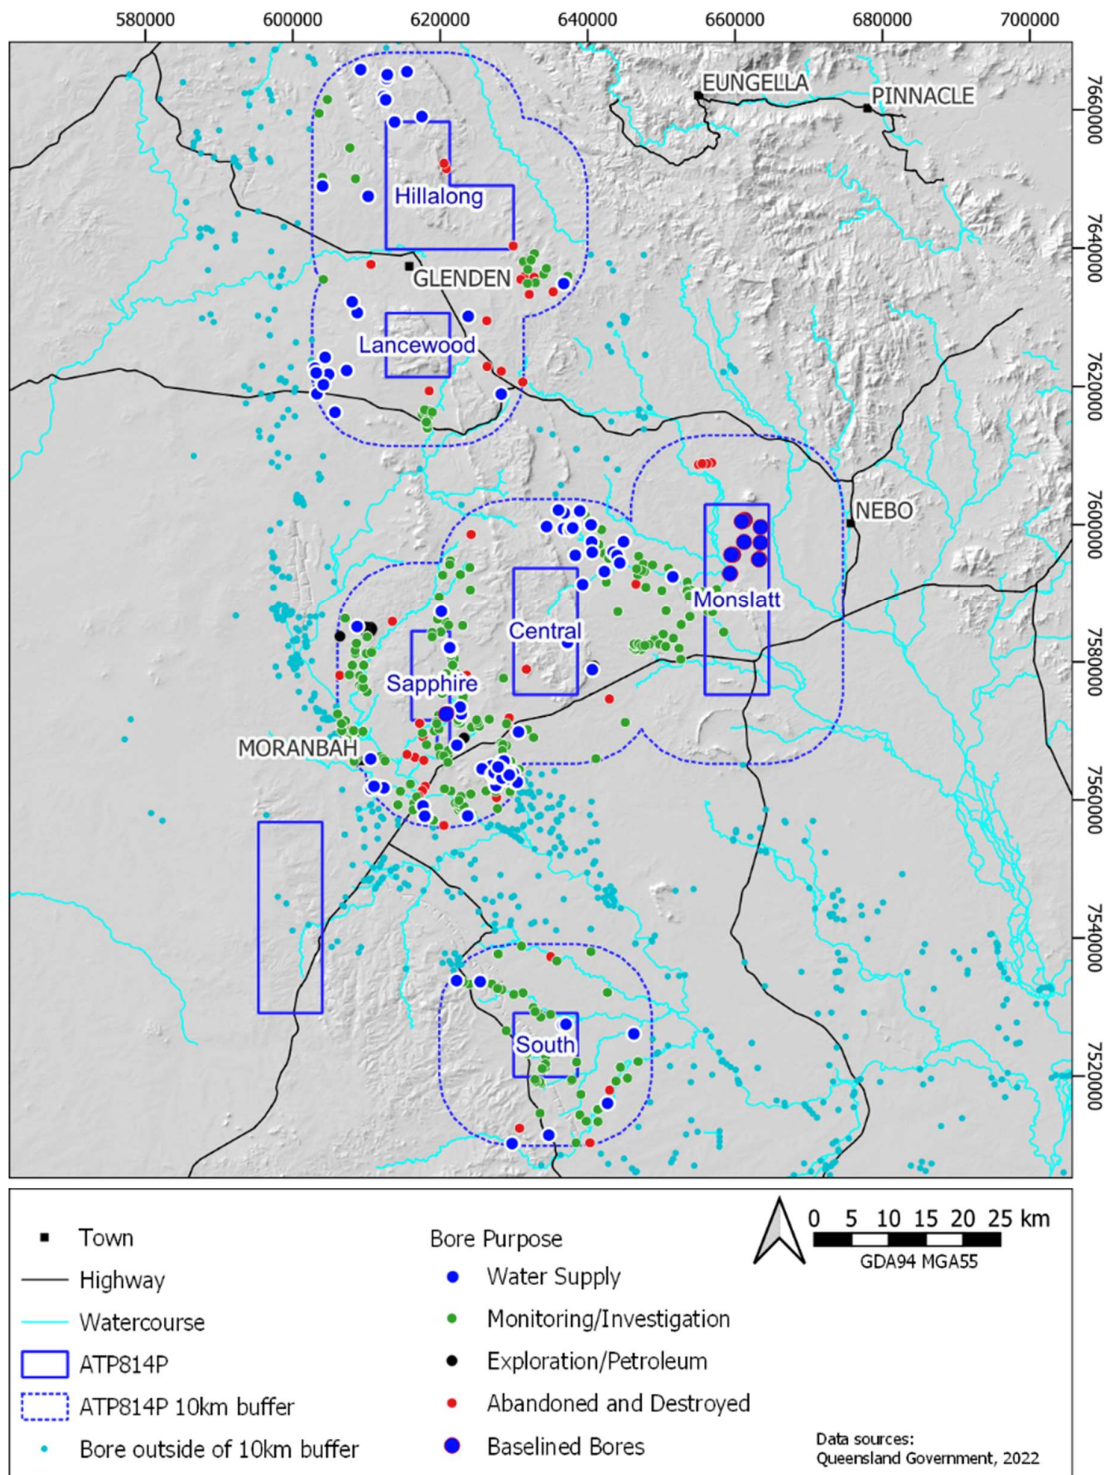 580000 600000 620000 640000 660000 680000 700000
EUNGELLA
PINNACLE
7660000
Hillalong
7640000
GLENDEN
Lancewood
7620000
NEBO
7600000
Monslatt
Central
7580000
Sapphire
MORANBAH
7560000
7540000
South
7520000
Town
Highway
Watercourse
ATP814P
ATP814P 10km buffer
Bore outside of 10km buffer
Bore Purpose
Water Supply
Monitoring/Investigation
Exploration/Petroleum
Abandoned and Destroyed
Baselined Bores
0 5 10 15 20 25 km
GDA94 MGA55
Data sources:
Queensland Government, 2022